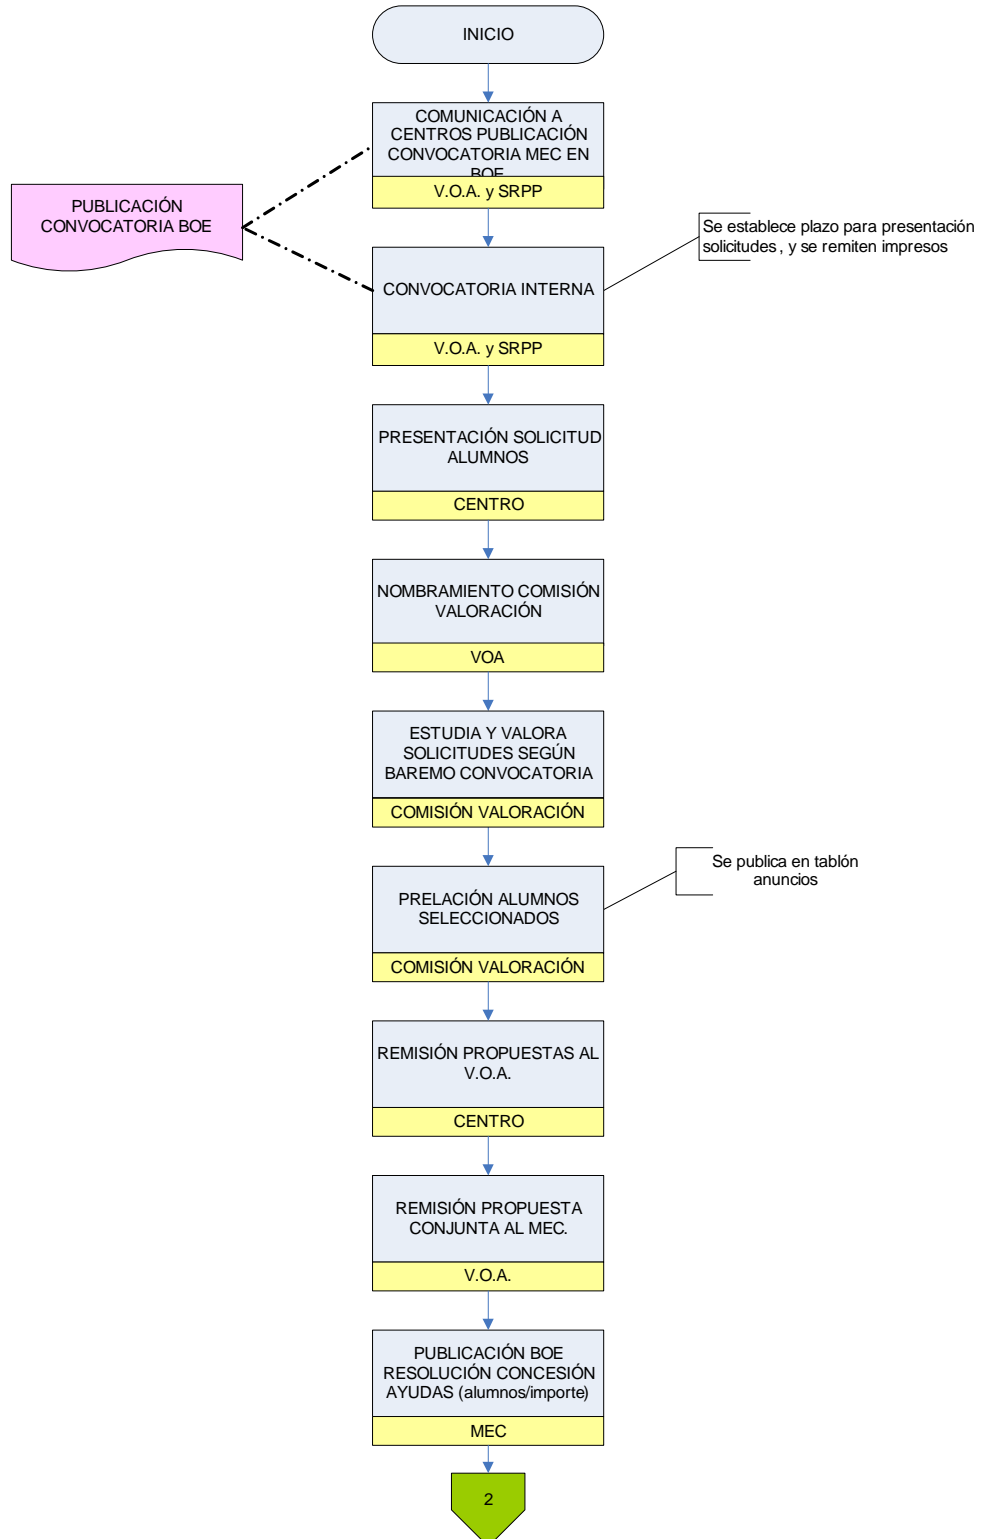 INICIO
COMUNICACIÓN A
CENTROS PUBLICACIÓN
CONVOCATORIA MEC EN
BOE
V.O.A. y SRPP
PUBLICACIÓN
CONVOCATORIA BOE
Se establece plazo para presentación
solicitudes, y se remiten impresos
CONVOCATORIA INTERNA
V.O.A. y SRPP
PRESENTACIÓN SOLICITUD
ALUMNOS
CENTRO
NOMBRAMIENTO COMISIÓN
VALORACIÓN
VOA
ESTUDIA Y VALORA
SOLICITUDES SEGÚN
BAREMO CONVOCATORIA
COMISIÓN VALORACIÓN
Se publica en tablón
anuncios
PRELACIÓN ALUMNOS
SELECCIONADOS
COMISIÓN VALORACIÓN
REMISIÓN PROPUESTAS AL
V.O.A.
CENTRO
REMISIÓN PROPUESTA
CONJUNTA AL MEC.
V.O.A.
PUBLICACIÓN BOE
RESOLUCIÓN CONCESIÓN
AYUDAS (alumnos/importe)
MEC
2